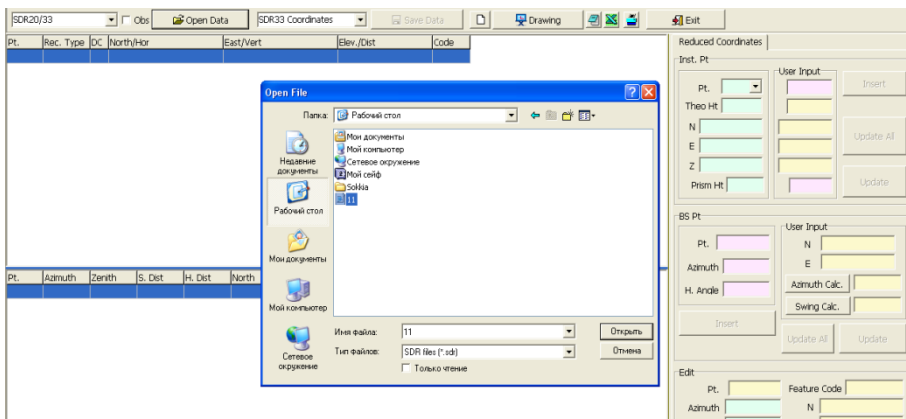 SDR20/33 Obs Open Data SDR33 Coordinates Save Data Drawing Exit
Pt. Rec. Type DC North/Hor East/Vert Elev./Dist Code
Reduced Coordinates
Inst. Pt
User Input
Pt. Insert
Theo Ht
N
Update All
E
Z
Prism Ht Update
Open File
Папка: Рабочий стол
Недавние документы
Рабочий стол
Мои документы
Мой компьютер
Сетевое окружение
Мои документы
Мой компьютер
Сетевое окружение
Мой сейф
Sokkia
11
Имя файла: 11 Открыть
Тип файлов: SDR files (*.sdr) Отмена
Только чтение
BS Pt
User Input
Pt. N
Azimuth E
H. Angle Azimuth Calc.
Swing Calc.
Insert
Update All Update
Pt. Azimuth Zenith S. Dist H. Dist North
Edit
Pt. Feature Code
Azimuth N